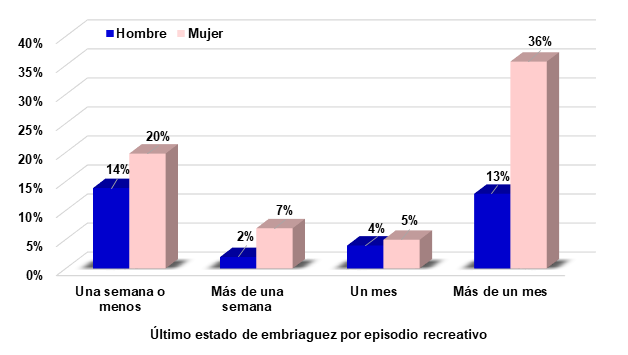 Hombre Mujer
40%
35%
30%
25%
20%
15%
10%
5%
0%
14%
20%
2%
7%
4%
5%
13%
36%
Una semana o
menos
Más de una
semana
Un mes
Más de un mes
Último estado de embriaguez por episodio recreativo